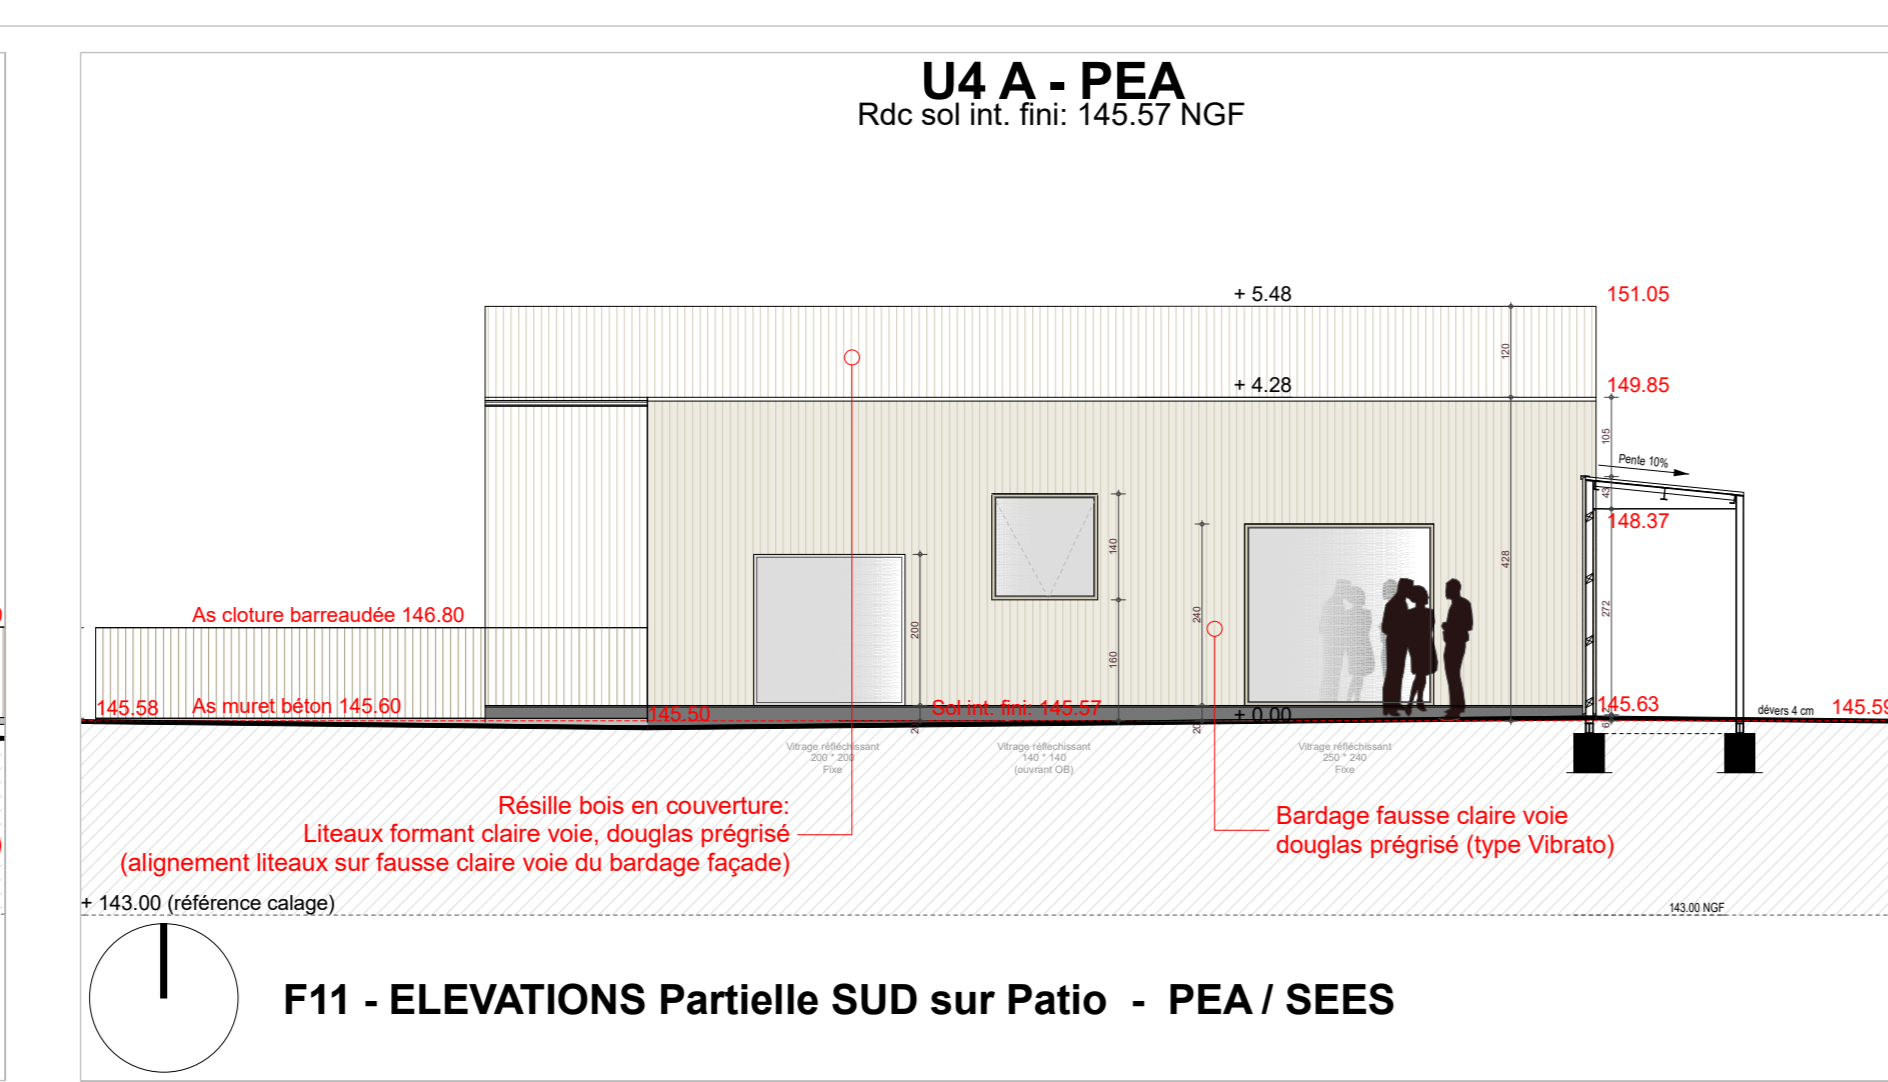 U4 A - PEA
Rdc sol int. fini: 145.57 NGF
+ 5.48
151.05
120
+ 4.28
149.85
105
Pente 10%
43
148.37
140
428
272
240
200
160
As cloture barreaudée 146.80
145.58
As muret béton 145.60
145.50
Sol int. fini: 145.57
+ 0.00
145.63
dévers 4 cm
145.59
Vitrage réfléchissant
200 * 200
Fixe
Vitrage réflechissant
140 * 140
(ouvrant OB)
Vitrage réfléchissant
250 * 240
Fixe
Résille bois en couverture:
Liteaux formant claire voie, douglas prégrisé
(alignement liteaux sur fausse claire voie du bardage façade)
Bardage fausse claire voie
douglas prégrisé (type Vibrato)
+ 143.00 (référence calage)
143.00 NGF
F11 - ELEVATIONS Partielle SUD sur Patio - PEA / SEES